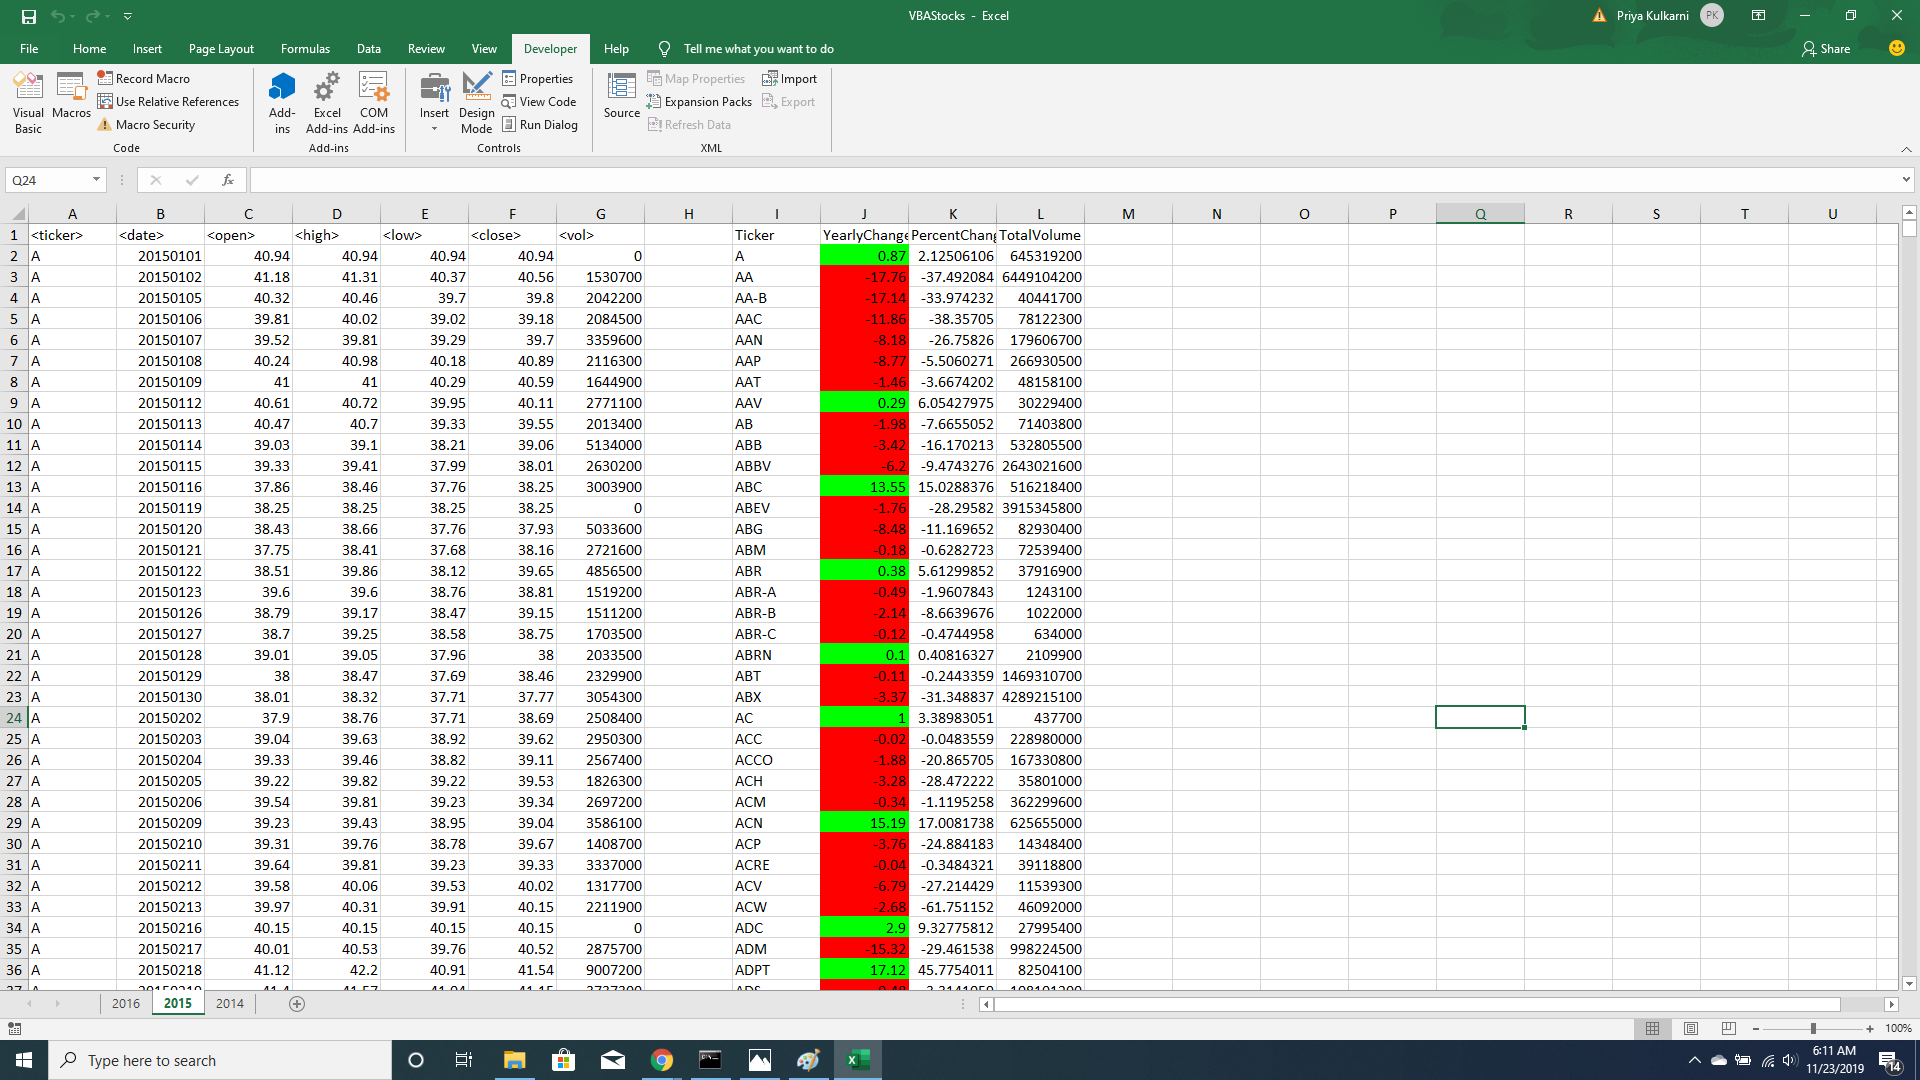 VBAStocks - Excel
Priya Kulkarni PK
File Home Insert Page Layout Formulas Data Review View Developer Help Tell me what you want to do Share
Visual Basic
Macros
Record Macro
Use Relative References
Macro Security
Code
Add-ins
Excel Add-ins
COM Add-ins
Add-ins
Insert
Design Mode
Properties
View Code
Run Dialog
Controls
Source
Map Properties
Expansion Packs
Refresh Data
Import
Export
XML
Q24 fx
A B C D E F G H I J K L M N O P Q R S T U
1 <ticker> <date> <open> <high> <low> <close> <vol> Ticker YearlyChange PercentChang TotalVolume
2 A 20150101 40.94 40.94 40.94 40.94 0 A 0.87 2.12506106 645319200
3 A 20150102 41.18 41.31 40.37 40.56 1530700 AA -17.76 -37.492084 6449104200
4 A 20150105 40.32 40.46 39.7 39.8 2042200 AA-B -17.14 -33.974232 40441700
5 A 20150106 39.81 40.02 39.02 39.18 2084500 AAC -11.86 -38.35705 78122300
6 A 20150107 39.52 39.81 39.29 39.7 3359600 AAN -8.18 -26.75826 179606700
7 A 20150108 40.24 40.98 40.18 40.89 2116300 AAP -8.77 -5.5060271 266930500
8 A 20150109 41 41 40.29 40.59 1644900 AAT -1.46 -3.6674202 48158100
9 A 20150112 40.61 40.72 39.95 40.11 2771100 AAV 0.29 6.05427975 30229400
10 A 20150113 40.47 40.7 39.33 39.55 2013400 AB -1.98 -7.6655052 71403800
11 A 20150114 39.03 39.1 38.21 39.06 5134000 ABB -3.42 -16.170213 532805500
12 A 20150115 39.33 39.41 37.99 38.01 2630200 ABBV -6.2 -9.4743276 2643021600
13 A 20150116 37.86 38.46 37.76 38.25 3003900 ABC 13.55 15.0288376 516218400
14 A 20150119 38.25 38.25 38.25 38.25 0 ABEV -1.76 -28.29582 3915345800
15 A 20150120 38.43 38.66 37.76 37.93 5033600 ABG -8.48 -11.169652 82930400
16 A 20150121 37.75 38.41 37.68 38.16 2721600 ABM -0.18 -0.6282723 72539400
17 A 20150122 38.51 39.86 38.12 39.65 4856500 ABR 0.38 5.61299852 37916900
18 A 20150123 39.6 39.6 38.76 38.81 1519200 ABR-A -0.49 -1.9607843 1243100
19 A 20150126 38.79 39.17 38.47 39.15 1511200 ABR-B -2.14 -8.6639676 1022000
20 A 20150127 38.7 39.25 38.58 38.75 1703500 ABR-C -0.12 -0.4744958 634000
21 A 20150128 39.01 39.05 37.96 38 2033500 ABRN 0.1 0.40816327 2109900
22 A 20150129 38 38.47 37.69 38.46 2329900 ABT -0.11 -0.2443359 1469310700
23 A 20150130 38.01 38.32 37.71 37.77 3054300 ABX -3.37 -31.348837 4289215100
24 A 20150202 37.9 38.76 37.71 38.69 2508400 AC 1 3.38983051 437700
25 A 20150203 39.04 39.63 38.92 39.62 2950300 ACC -0.02 -0.0483559 228980000
26 A 20150204 39.33 39.46 38.82 39.11 2567400 ACCO -1.88 -20.865705 167330800
27 A 20150205 39.22 39.82 39.22 39.53 1826300 ACH -3.28 -28.472222 35801000
28 A 20150206 39.54 39.81 39.23 39.34 2697200 ACM -0.34 -1.1195258 362299600
29 A 20150209 39.23 39.43 38.95 39.04 3586100 ACN 15.19 17.0081738 625655000
30 A 20150210 39.31 39.76 38.78 39.67 1408700 ACP -3.76 -24.884183 14348400
31 A 20150211 39.64 39.81 39.23 39.33 3337000 ACRE -0.04 -0.3484321 39118800
32 A 20150212 39.58 40.06 39.53 40.02 1317700 ACV -6.79 -27.214429 11539300
33 A 20150213 39.97 40.31 39.91 40.15 2211900 ACW -2.68 -61.751152 46092000
34 A 20150216 40.15 40.15 40.15 40.15 0 ADC 2.9 9.32775812 27995400
35 A 20150217 40.01 40.53 39.76 40.52 2875700 ADM -15.32 -29.461538 998224500
36 A 20150218 41.12 42.2 40.91 41.54 9007200 ADPT 17.12 45.7754011 82504100
2016 2015 2014
100%
Type here to search
6:11 AM
11/23/2019
14